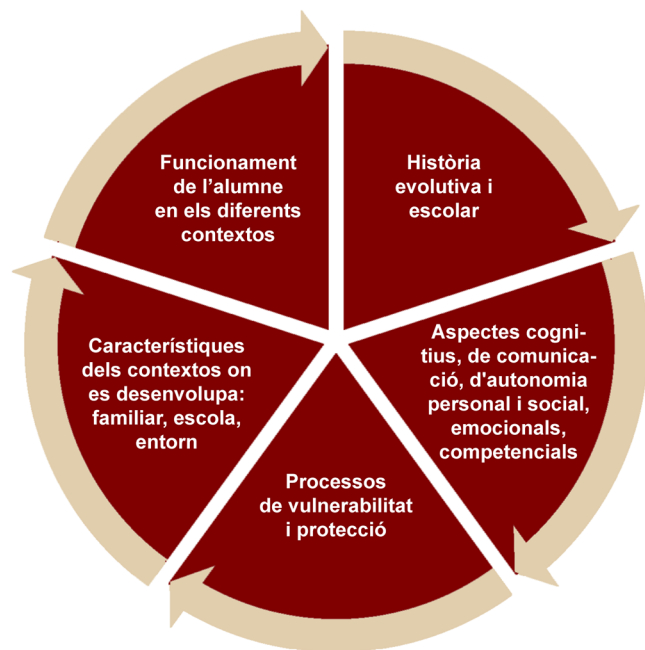 Funcionament
de l’alumne
en els diferents
contextos
Història
evolutiva i
escolar
Aspectes cogni-
tius, de comunica-
ció, d'autonomia
personal i social,
emocionals,
competencials
Processos
de vulnerabilitat
i protecció
Característiques
dels contextos on
es desenvolupa:
familiar, escola,
entorn